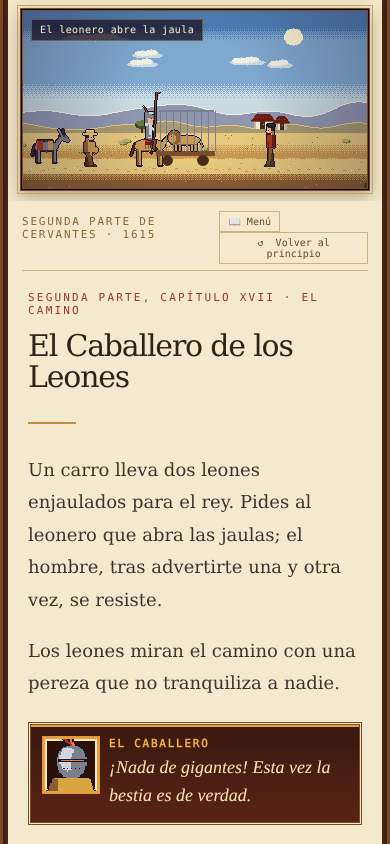 El leonero abre la jaula
SEGUNDA PARTE DE
CERVANTES · 1615
📖 Menú
↺ Volver al
principio
SEGUNDA PARTE, CAPÍTULO XVII · EL
CAMINO
El Caballero de los
Leones
Un carro lleva dos leones
enjaulados para el rey. Pides al
leonero que abra las jaulas; el
hombre, tras advertirte una y otra
vez, se resiste.
Los leones miran el camino con una
pereza que no tranquiliza a nadie.
EL CABALLERO
¡Nada de gigantes! Esta vez la
bestia es de verdad.